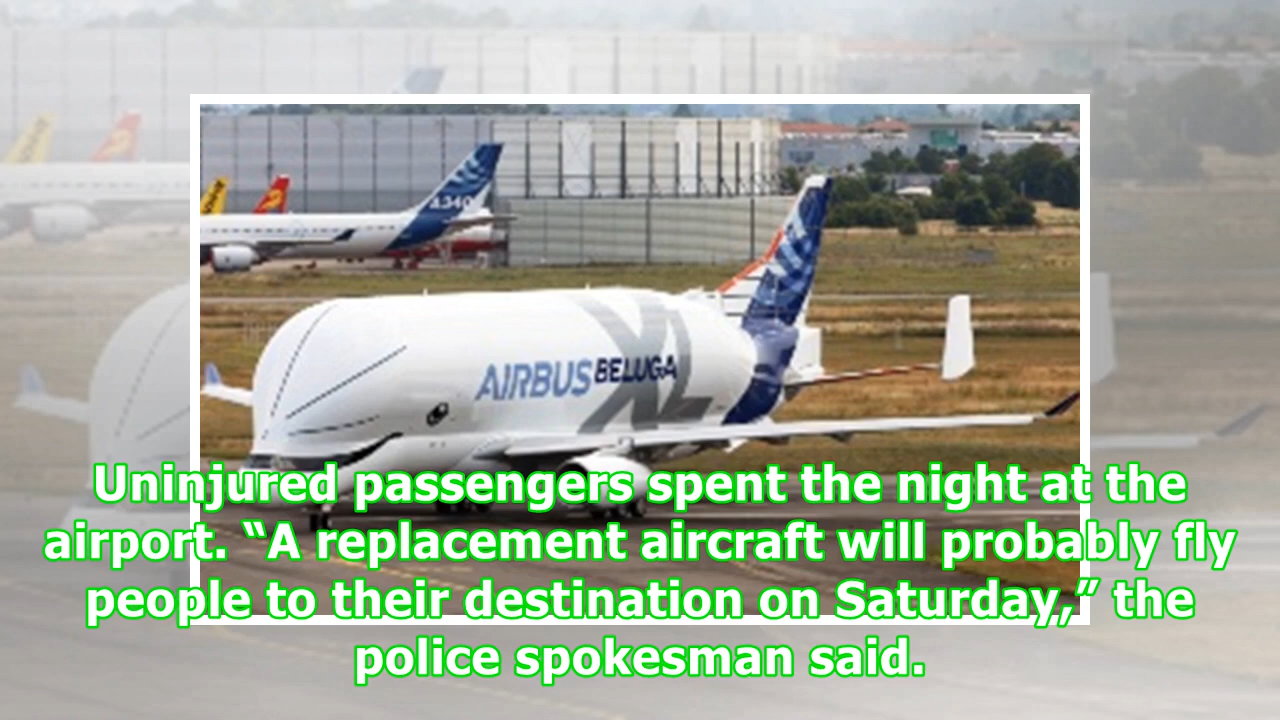 A340
XL
AIRBUS BELUGA
Uninjured passengers spent the night at the
airport. “A replacement aircraft will probably fly
people to their destination on Saturday,” the
police spokesman said.